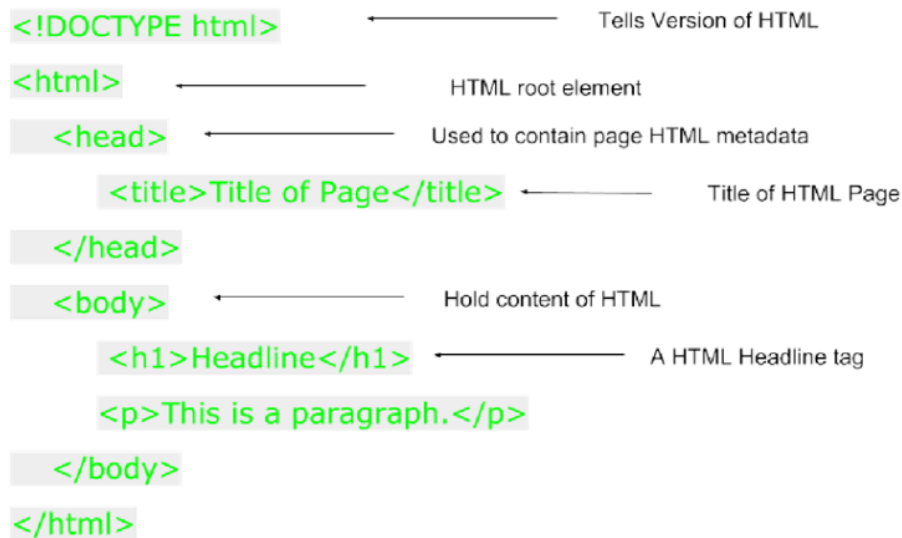 <!DOCTYPE html> Tells Version of HTML
<html> HTML root element
<head> Used to contain page HTML metadata
<title>Title of Page</title> Title of HTML Page
</head>
<body> Hold content of HTML
<h1>Headline</h1> A HTML Headline tag
<p>This is a paragraph.</p>
</body>
</html>